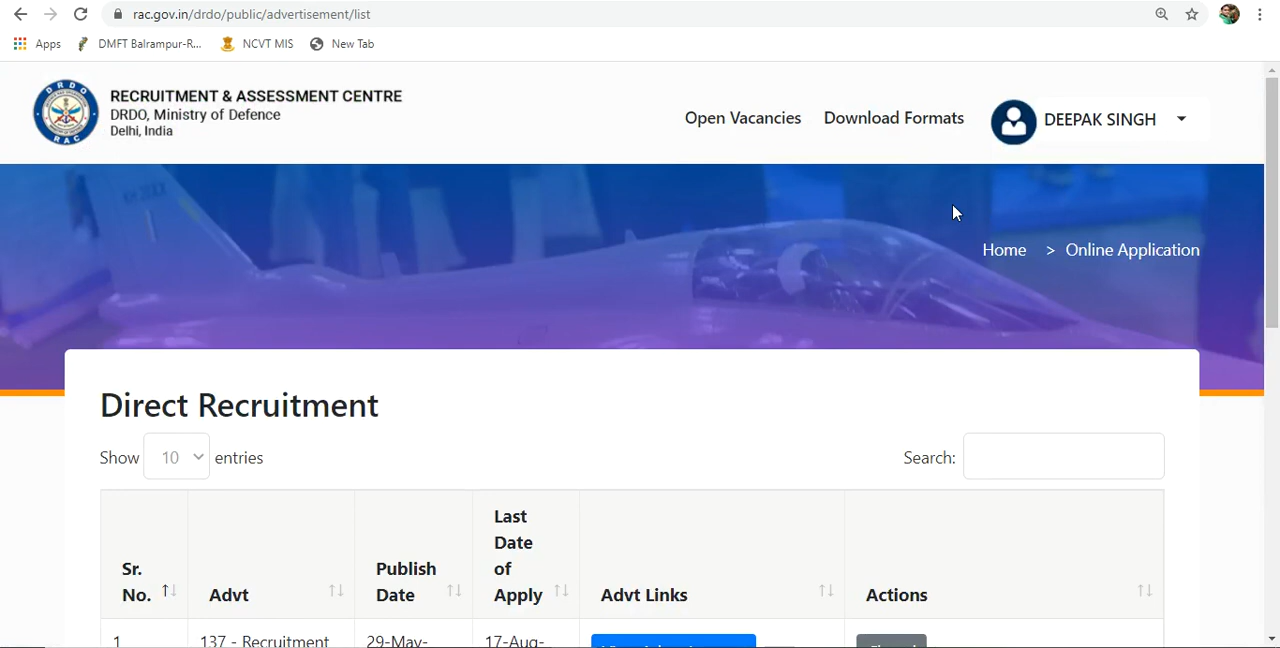 rac.gov.in/drdo/public/advertisement/list
Apps DMFT Balrampur-R... NCVT MIS New Tab
DRDO
RAC
RECRUITMENT & ASSESSMENT CENTRE
DRDO, Ministry of Defence
Delhi, India
Open Vacancies Download Formats DEEPAK SINGH
Home > Online Application
Direct Recruitment
Show 10 entries Search:
Sr. No. Advt Publish Date Last Date of Apply Advt Links Actions
1 137 - Recruitment 29-May- 17-Aug-